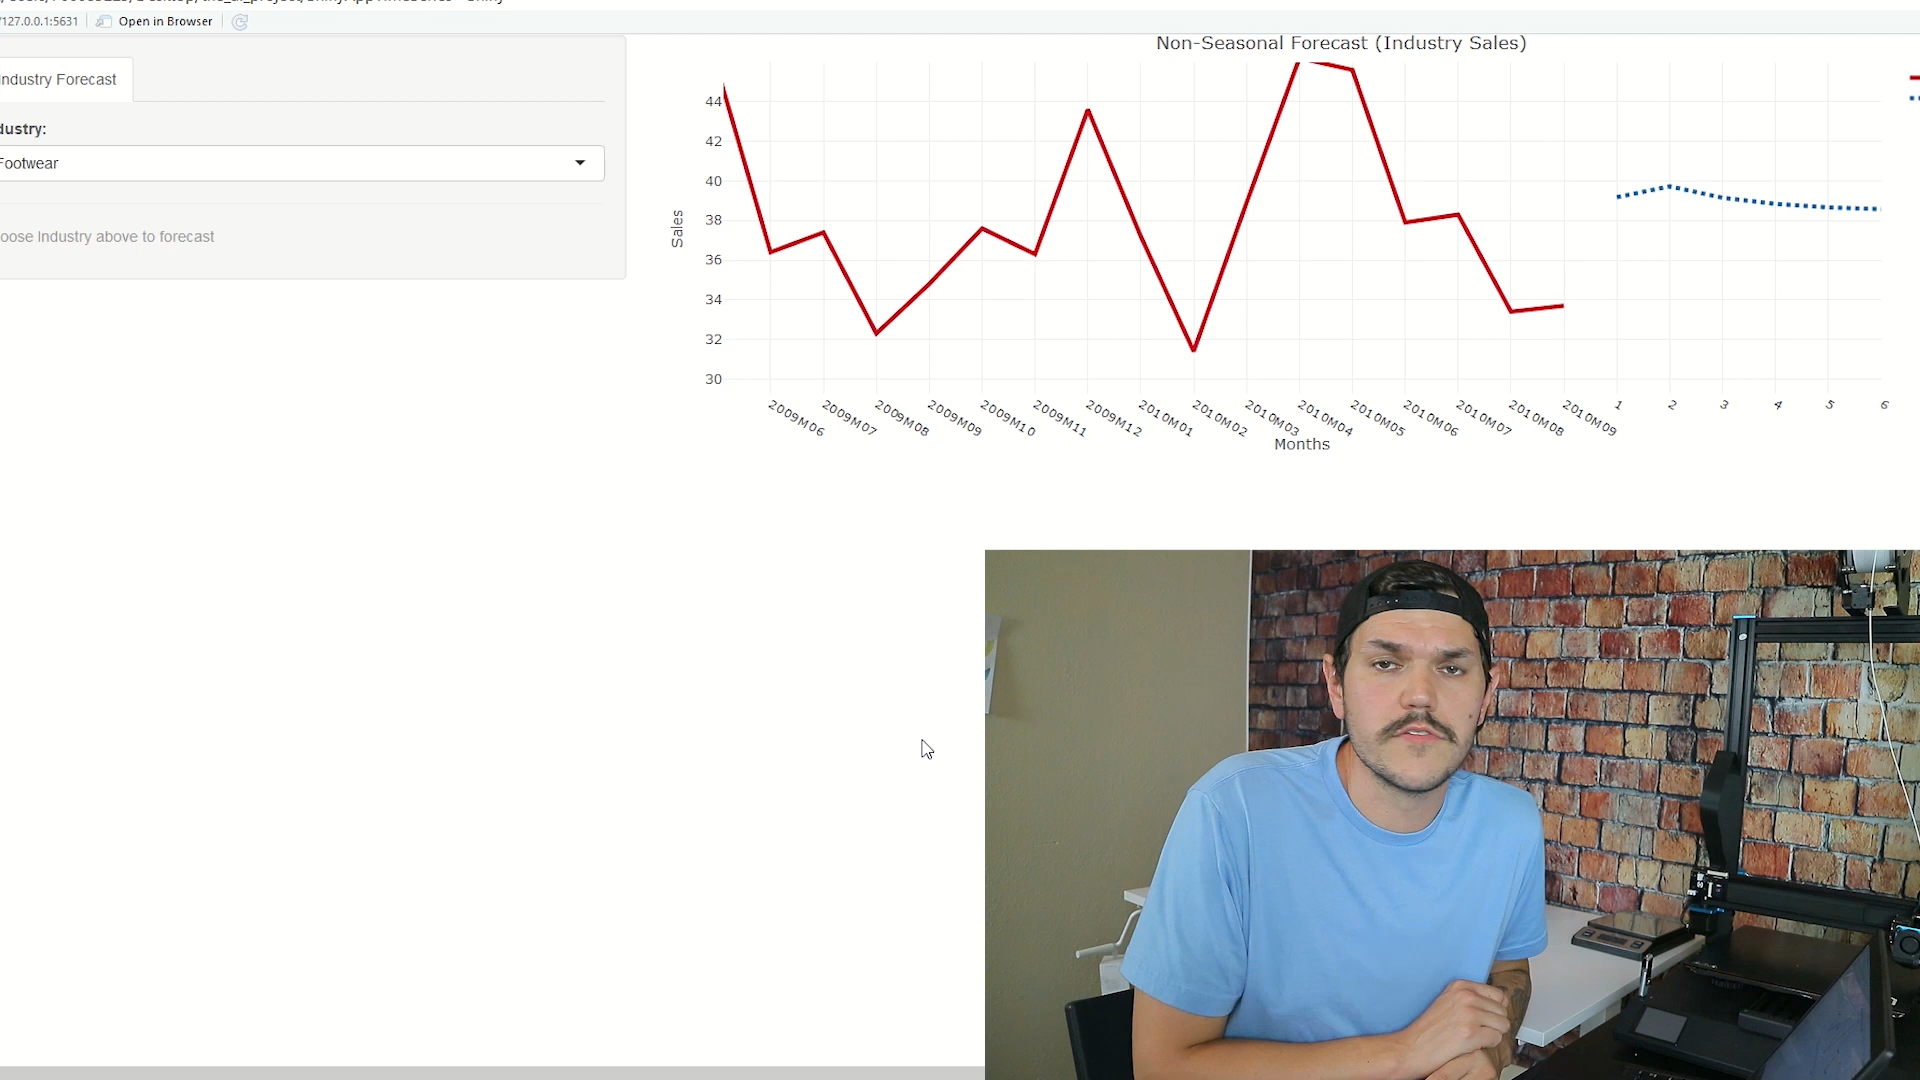 127.0.0.1:5631 Open in Browser
Industry Forecast
dustry:
Footwear
oose Industry above to forecast
Non-Seasonal Forecast (Industry Sales)
44
42
40
38
36
34
32
30
Sales
2009M06 2009M07 2009M08 2009M09 2009M10 2009M11 2009M12 2010M01 2010M02 2010M03 2010M04 2010M05 2010M06 2010M07 2010M08 2010M09 1 2 3 4 5 6
Months